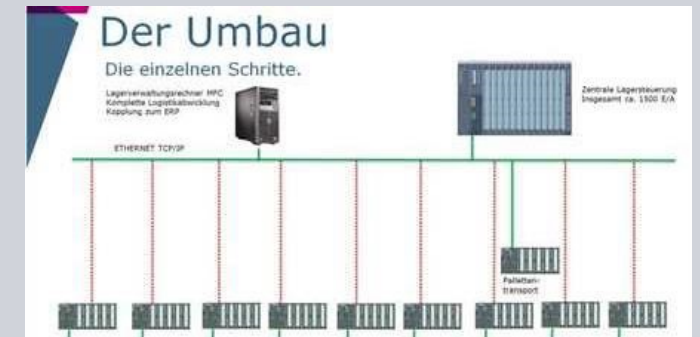 Der Umbau
Die einzelnen Schritte.
Lagerverwaltungsrechner MFC
Komplette Logistikabwicklung
Kopplung zum ERP
Zentrale Lagersteuerung
Insgesamt ca. 1500 E/A
ETHERNET TCP/IP
Paletten-
transport